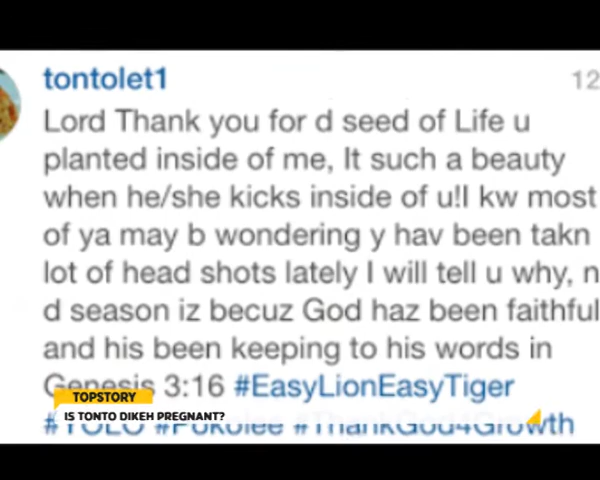 tontolet1
12
Lord Thank you for d seed of Life u
planted inside of me, It such a beauty
when he/she kicks inside of u!I kw most
of ya may b wondering y hav been takn
lot of head shots lately I will tell u why, n
d season iz becuz God haz been faithful
and his been keeping to his words in
Genesis 3:16 #EasyLionEasyTiger
#YOLO #Pokolee #ThankGod4Growth
TOPSTORY
IS TONTO DIKEH PREGNANT?